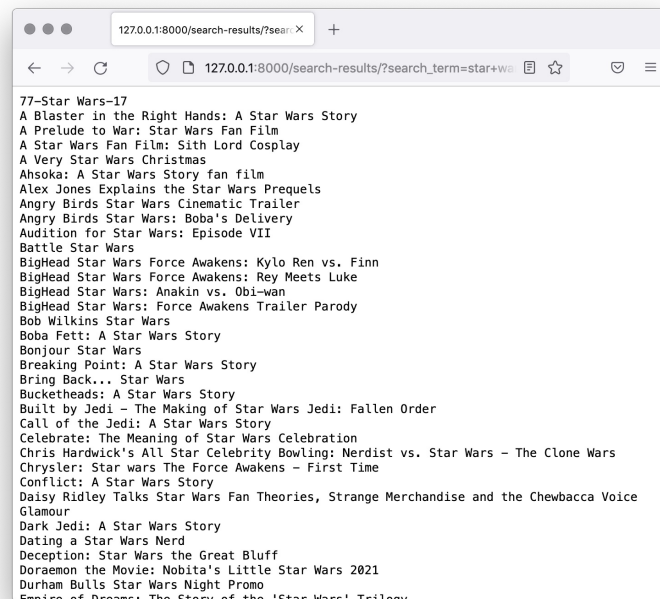 127.0.0.1:8000/search-results/?sear
127.0.0.1:8000/search-results/?search_term=star+wa
77-Star Wars-17
A Blaster in the Right Hands: A Star Wars Story
A Prelude to War: Star Wars Fan Film
A Star Wars Fan Film: Sith Lord Cosplay
A Very Star Wars Christmas
Ahsoka: A Star Wars Story fan film
Alex Jones Explains the Star Wars Prequels
Angry Birds Star Wars Cinematic Trailer
Angry Birds Star Wars: Boba's Delivery
Audition for Star Wars: Episode VII
Battle Star Wars
BigHead Star Wars Force Awakens: Kylo Ren vs. Finn
BigHead Star Wars Force Awakens: Rey Meets Luke
BigHead Star Wars: Anakin vs. Obi-wan
BigHead Star Wars: Force Awakens Trailer Parody
Bob Wilkins Star Wars
Boba Fett: A Star Wars Story
Bonjour Star Wars
Breaking Point: A Star Wars Story
Bring Back... Star Wars
Bucketheads: A Star Wars Story
Built by Jedi - The Making of Star Wars Jedi: Fallen Order
Call of the Jedi: A Star Wars Story
Celebrate: The Meaning of Star Wars Celebration
Chris Hardwick's All Star Celebrity Bowling: Nerdist vs. Star Wars - The Clone Wars
Chrysler: Star wars The Force Awakens - First Time
Conflict: A Star Wars Story
Daisy Ridley Talks Star Wars Fan Theories, Strange Merchandise and the Chewbacca Voice
Glamour
Dark Jedi: A Star Wars Story
Dating a Star Wars Nerd
Deception: Star Wars the Great Bluff
Doraemon the Movie: Nobita's Little Star Wars 2021
Durham Bulls Star Wars Night Promo
Empire of Dreams: The Story of the 'Star Wars' Trilogy